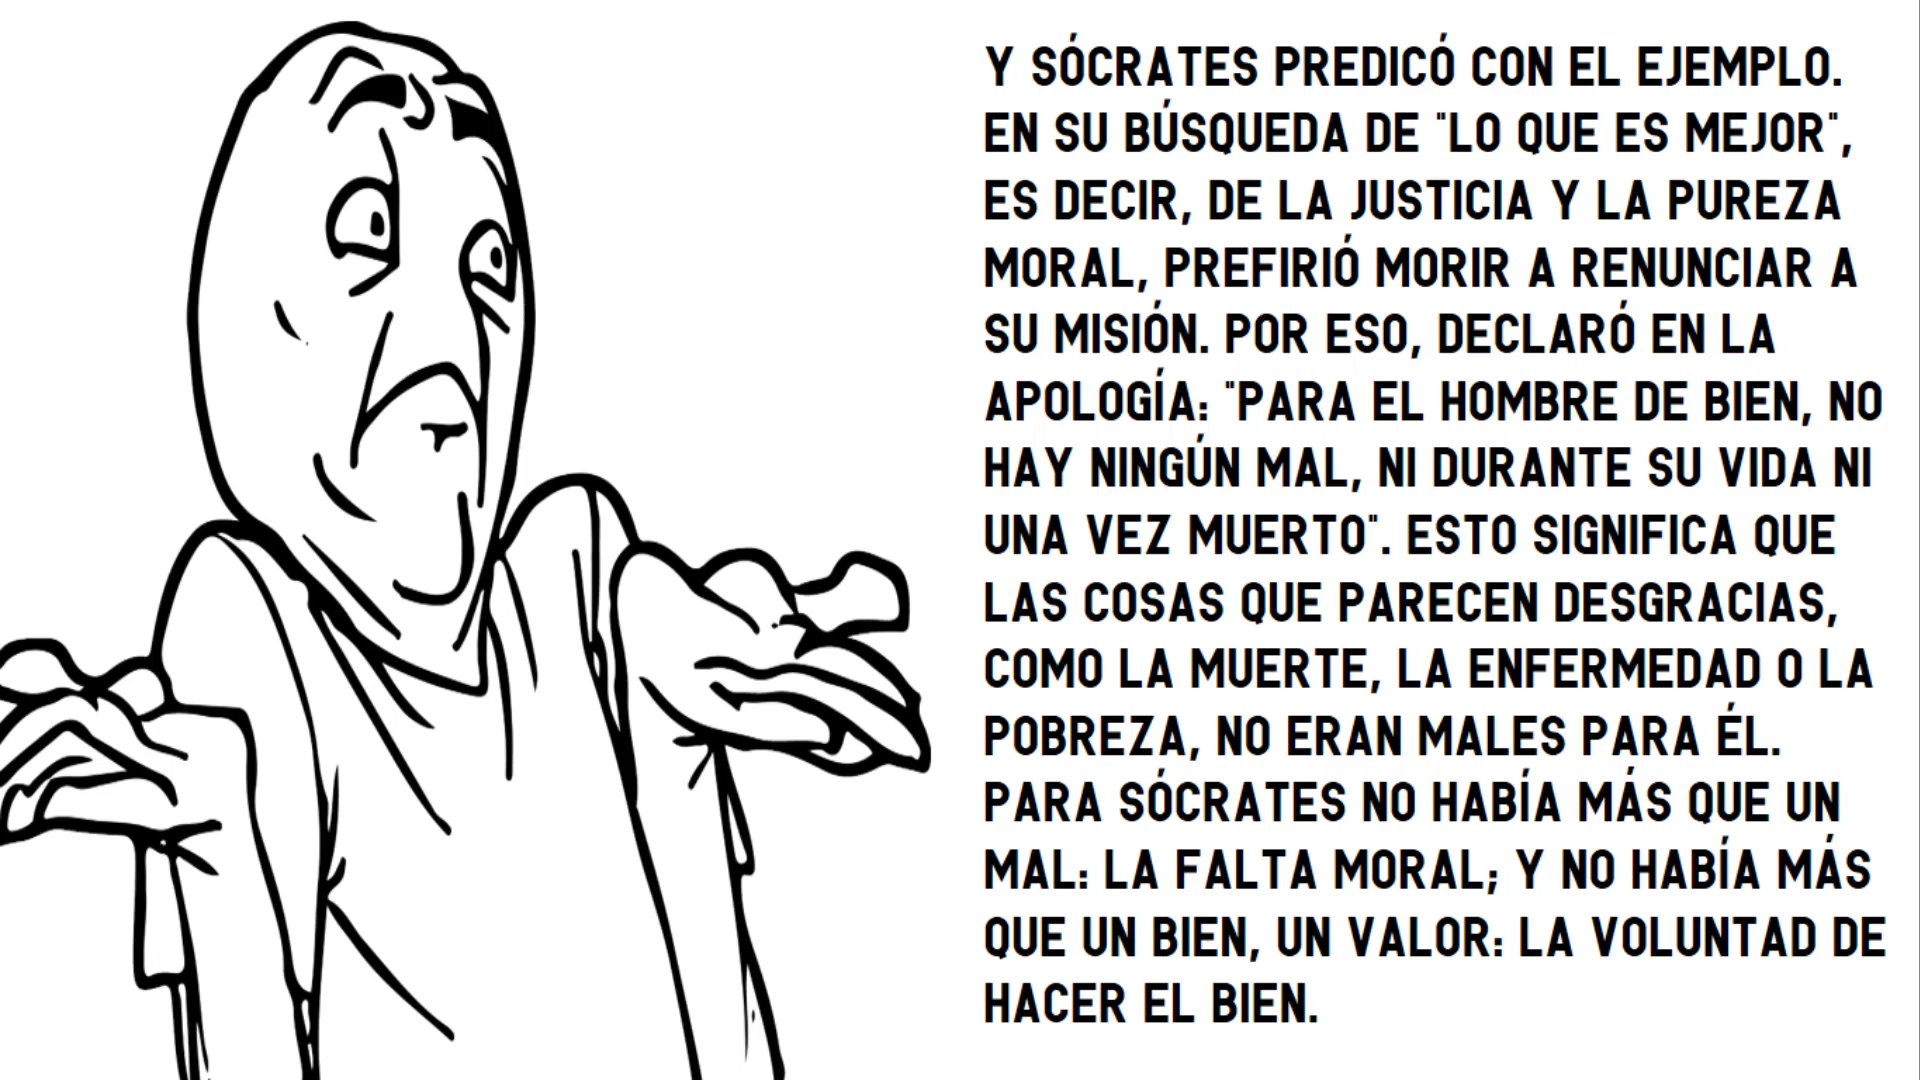 Y SÓCRATES PREDICÓ CON EL EJEMPLO.
EN SU BÚSQUEDA DE "LO QUE ES MEJOR",
ES DECIR, DE LA JUSTICIA Y LA PUREZA
MORAL, PREFIRIÓ MORIR A RENUNCIAR A
SU MISIÓN. POR ESO, DECLARÓ EN LA
APOLOGÍA: "PARA EL HOMBRE DE BIEN, NO
HAY NINGÚN MAL, NI DURANTE SU VIDA NI
UNA VEZ MUERTO". ESTO SIGNIFICA QUE
LAS COSAS QUE PARECEN DESGRACIAS,
COMO LA MUERTE, LA ENFERMEDAD O LA
POBREZA, NO ERAN MALES PARA ÉL.
PARA SÓCRATES NO HABÍA MÁS QUE UN
MAL: LA FALTA MORAL; Y NO HABÍA MÁS
QUE UN BIEN, UN VALOR: LA VOLUNTAD DE
HACER EL BIEN.